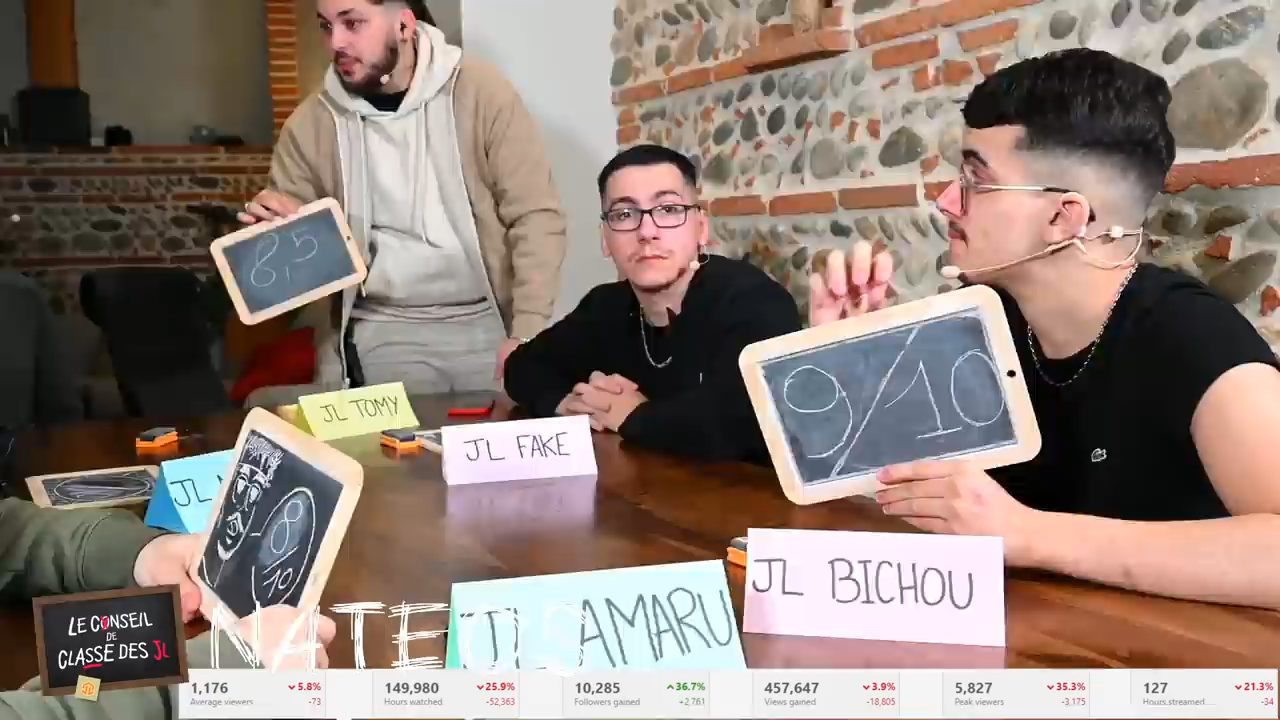 8,5
9/10
8
10
JL TOMY
JL FAKE
JL
JL BICHOU
JL AMARU
LE CONSEIL
DE
CLASSE DES JL
NATEOS
1,176
5.8%
Average viewers
-73
149,980
25.9%
Hours watched
-52,363
10,285
36.7%
Followers gained
+2,761
457,647
3.9%
Views gained
-18,805
5,827
35.3%
Peak viewers
-3,175
127
21.3%
Hours streamed
-34